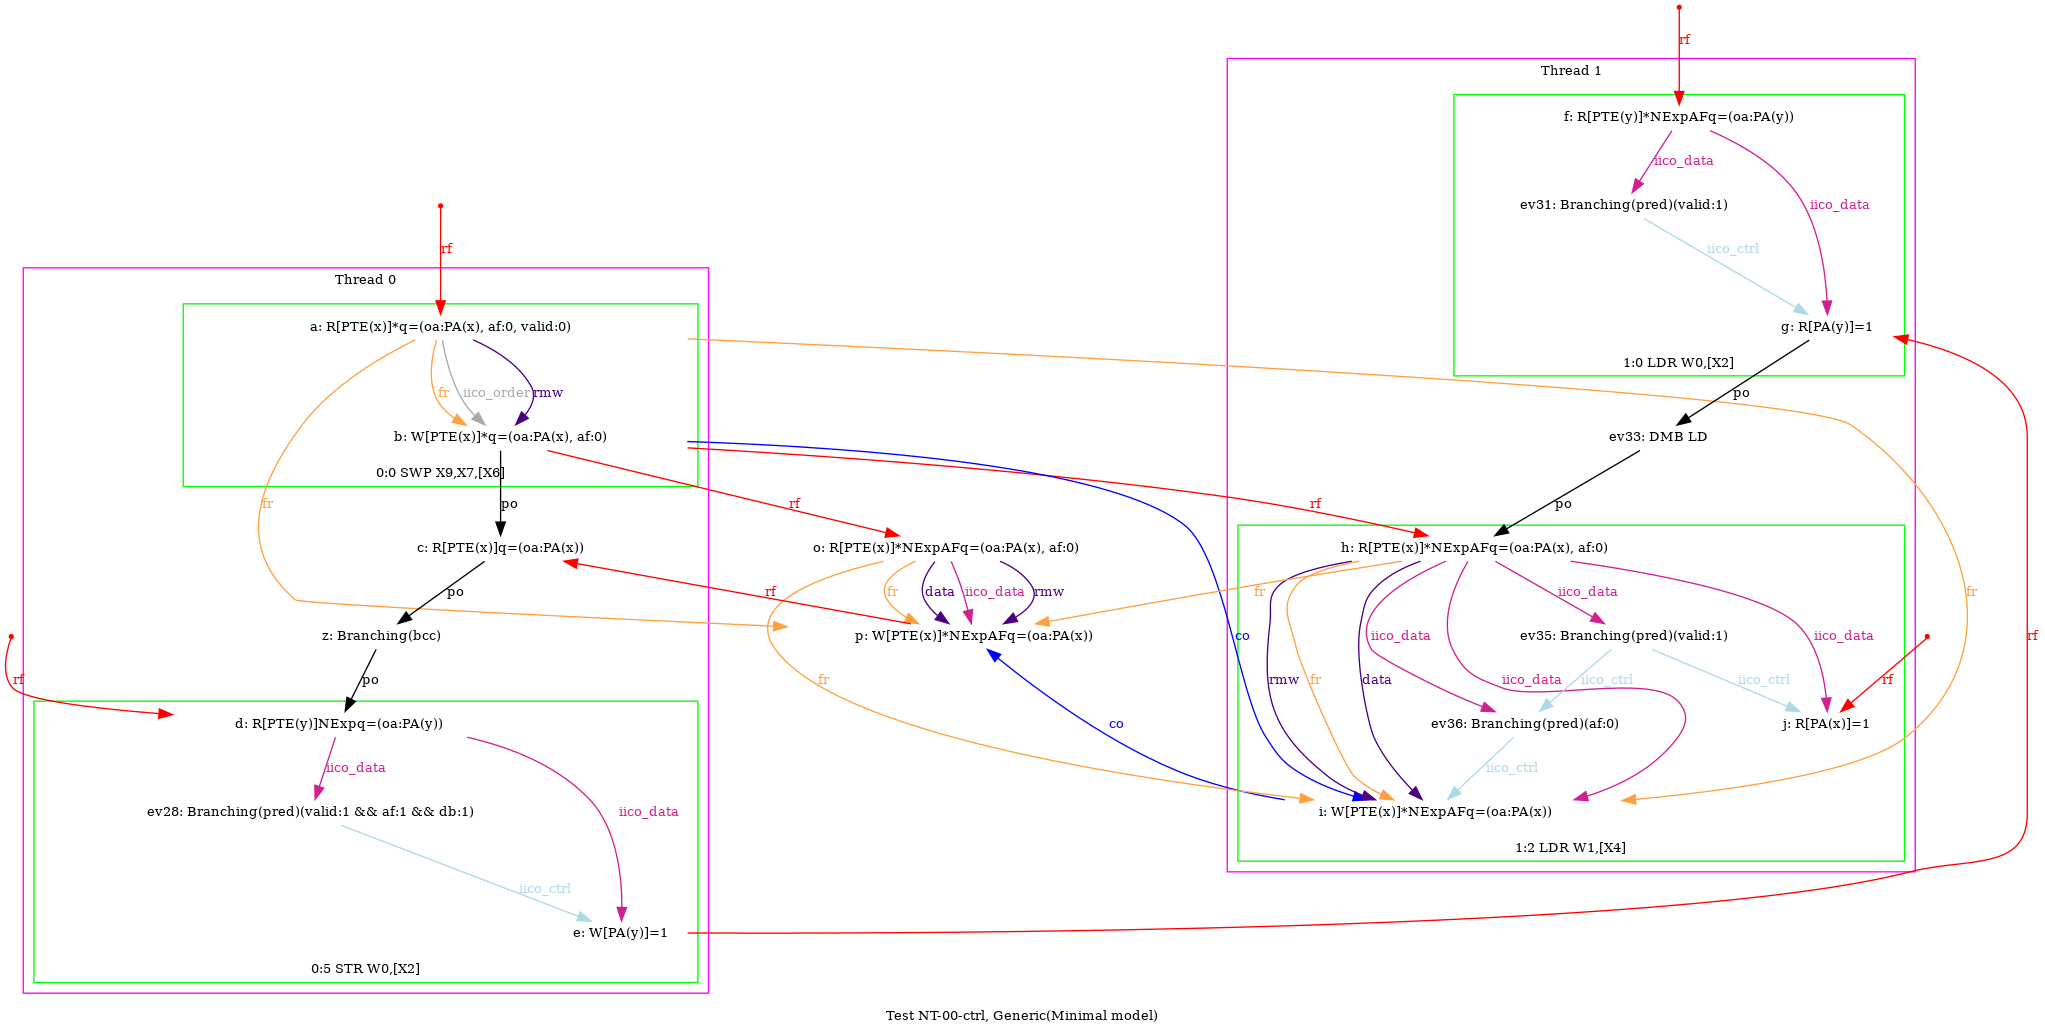 rf
Thread 1
f: R[PTE(y)]*NExpAFq=(oa:PA(y))
iico_data
ev31: Branching(pred)(valid:1)
iico_data
rf
iico_ctrl
Thread 0
a: R[PTE(x)]*q=(oa:PA(x), af:0, valid:0)
g: R[PA(y)]=1
1:0 LDR W0,[X2]
fr
iico_order
rmw
po
b: W[PTE(x)]*q=(oa:PA(x), af:0)
ev33: DMB LD
0:0 SWP X9,X7,[X6]
fr
po
rf
rf
po
c: R[PTE(x)]q=(oa:PA(x))
o: R[PTE(x)]*NExpAFq=(oa:PA(x), af:0)
h: R[PTE(x)]*NExpAFq=(oa:PA(x), af:0)
po
rf
fr
data
iico_data
rmw
fr
iico_data
fr
z: Branching(bcc)
p: W[PTE(x)]*NExpAFq=(oa:PA(x))
co
iico_data
ev35: Branching(pred)(valid:1)
iico_data
rf
rf
po
fr
rmw
fr
data
iico_data
iico_ctrl
iico_ctrl
rf
d: R[PTE(y)]NExpq=(oa:PA(y))
co
ev36: Branching(pred)(af:0)
j: R[PA(x)]=1
iico_data
iico_ctrl
ev28: Branching(pred)(valid:1 && af:1 && db:1)
iico_data
i: W[PTE(x)]*NExpAFq=(oa:PA(x))
1:2 LDR W1,[X4]
iico_ctrl
e: W[PA(y)]=1
0:5 STR W0,[X2]
Test NT-00-ctrl, Generic(Minimal model)